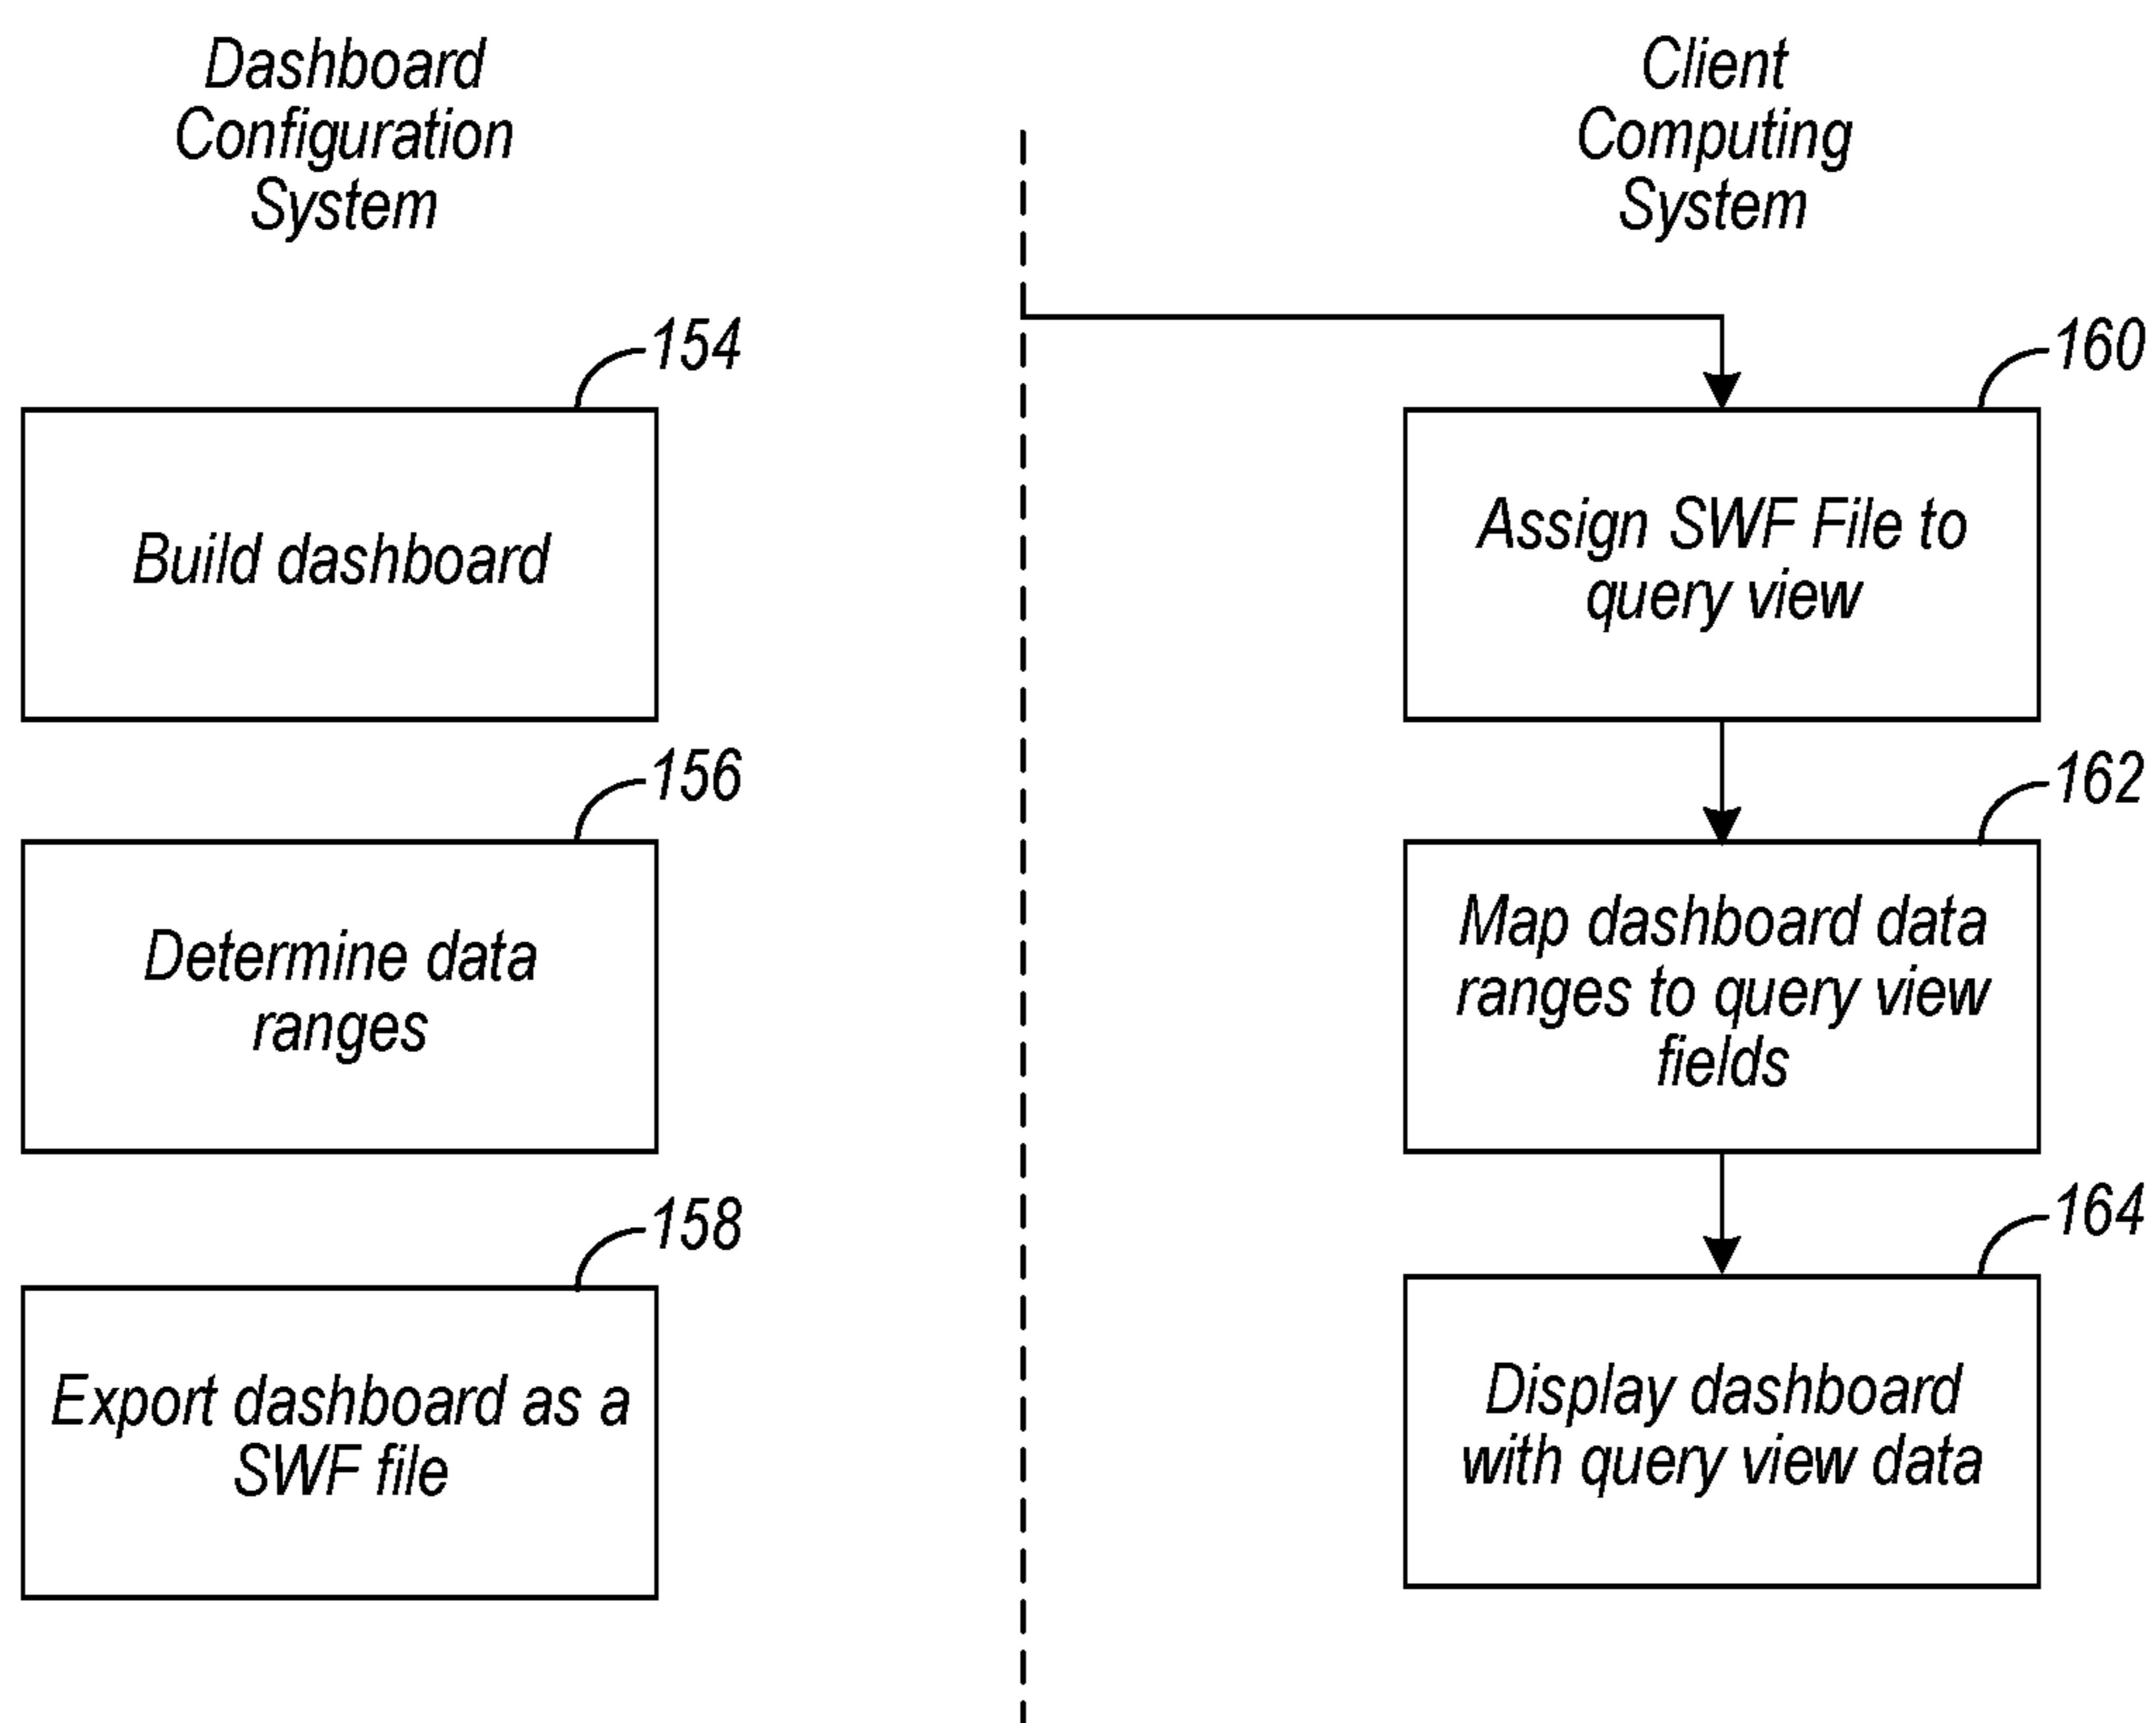 Dashboard
Configuration
System
154
Build dashboard
156
Determine data
ranges
158
Export dashboard as a
SWF file
Client
Computing
System
160
Assign SWF File to
query view
162
Map dashboard data
ranges to query view
fields
164
Display dashboard
with query view data